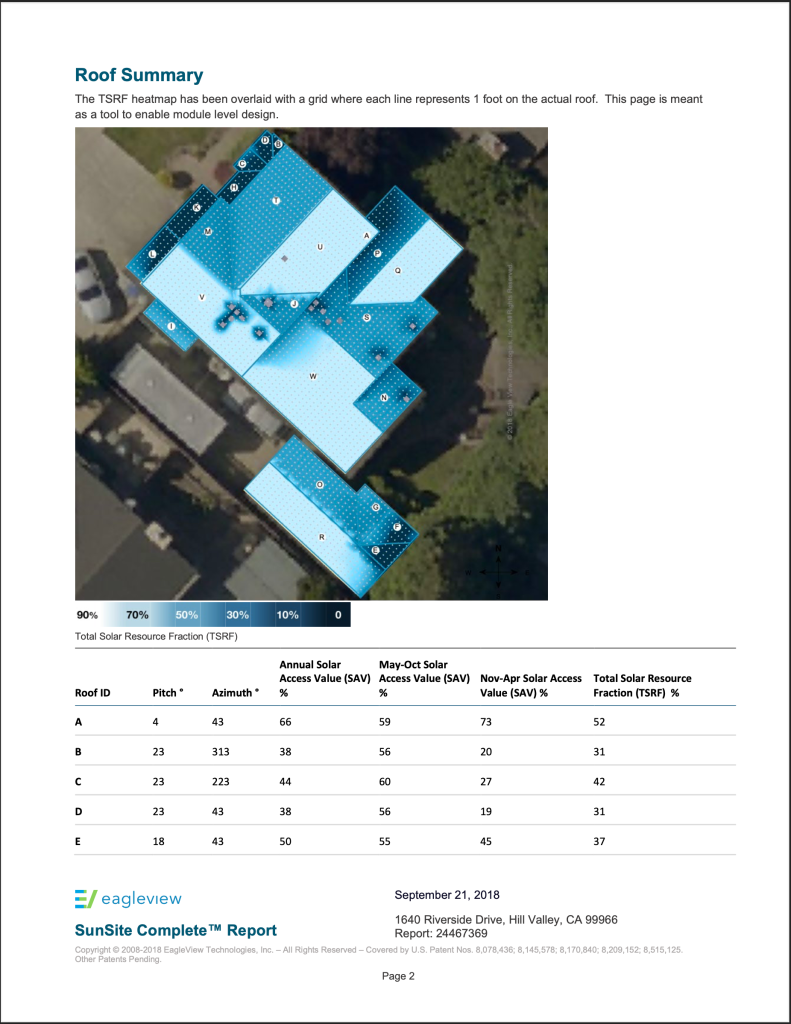 Roof Summary
The TSRF heatmap has been overlaid with a grid where each line represents 1 foot on the actual roof. This page is meant
as a tool to enable module level design.
D
B
C
H
T
K
M
A
U
L
P
Q
V
J
I
S
W
N
O
G
F
R
E
N
90% 70% 50% 30% 10% 0
Total Solar Resource Fraction (TSRF)
Annual Solar May-Oct Solar
Access Value (SAV) Access Value (SAV) Nov-Apr Solar Access Total Solar Resource
Roof ID Pitch ° Azimuth ° % % Value (SAV) % Fraction (TSRF) %
A 4 43 66 59 73 52
B 23 313 38 56 20 31
C 23 223 44 60 27 42
D 23 43 38 56 19 31
E 18 43 50 55 45 37
eagleview
September 21, 2018
SunSite Complete™ Report
1640 Riverside Drive, Hill Valley, CA 99966
Report: 24467369
Copyright © 2008-2018 EagleView Technologies, Inc. – All Rights Reserved – Covered by U.S. Patent Nos. 8,078,436; 8,145,578; 8,170,840; 8,209,152; 8,515,125.
Other Patents Pending.
Page 2